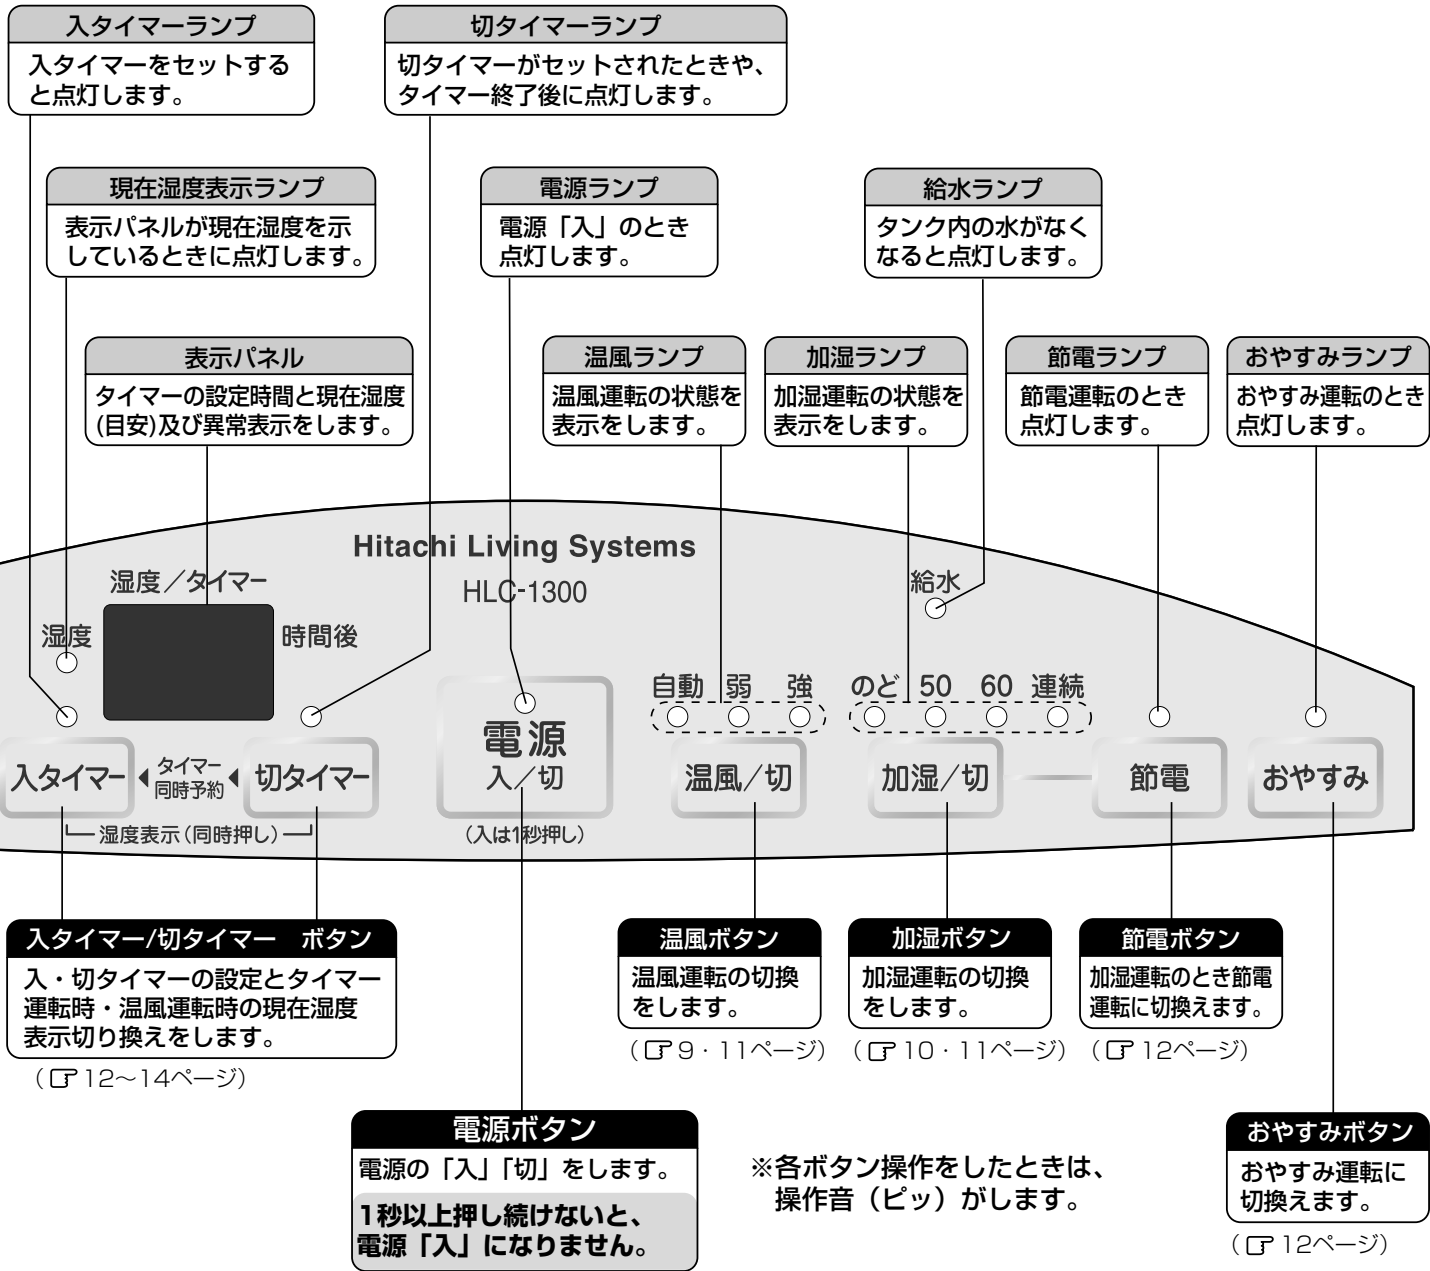 入タイマーランプ
入タイマーをセットする
と点灯します。
切タイマーランプ
切タイマーがセットされたときや、
タイマー終了後に点灯します。
現在湿度表示ランプ
表示パネルが現在湿度を示
しているときに点灯します。
電源ランプ
電源「入」のとき
点灯します。
給水ランプ
タンク内の水がなく
なると点灯します。
表示パネル
タイマーの設定時間と現在湿度
(目安)及び異常表示をします。
温風ランプ
温風運転の状態を
表示をします。
加湿ランプ
加湿運転の状態を
表示をします。
節電ランプ
節電運転のとき
点灯します。
おやすみランプ
おやすみ運転のとき
点灯します。
Hitachi Living Systems
HLC-1300
湿度／タイマー
湿度
時間後
給水
自動 弱 強
のど 50 60 連続
入タイマー
◀タイマー◀
同時予約
切タイマー
湿度表示（同時押し）
電源
入／切
（入は1秒押し）
温風／切
加湿／切
節電
おやすみ
入タイマー/切タイマー　ボタン
入・切タイマーの設定とタイマー
運転時・温風運転時の現在湿度
表示切り換えをします。
（☞12〜14ページ）
温風ボタン
温風運転の切換
をします。
（☞9・11ページ）
加湿ボタン
加湿運転の切換
をします。
（☞10・11ページ）
節電ボタン
加湿運転のとき節電
運転に切換えます。
（☞12ページ）
電源ボタン
電源の「入」「切」をします。
1秒以上押し続けないと、
電源「入」になりません。
※各ボタン操作をしたときは、
操作音（ピッ）がします。
おやすみボタン
おやすみ運転に
切換えます。
（☞12ページ）